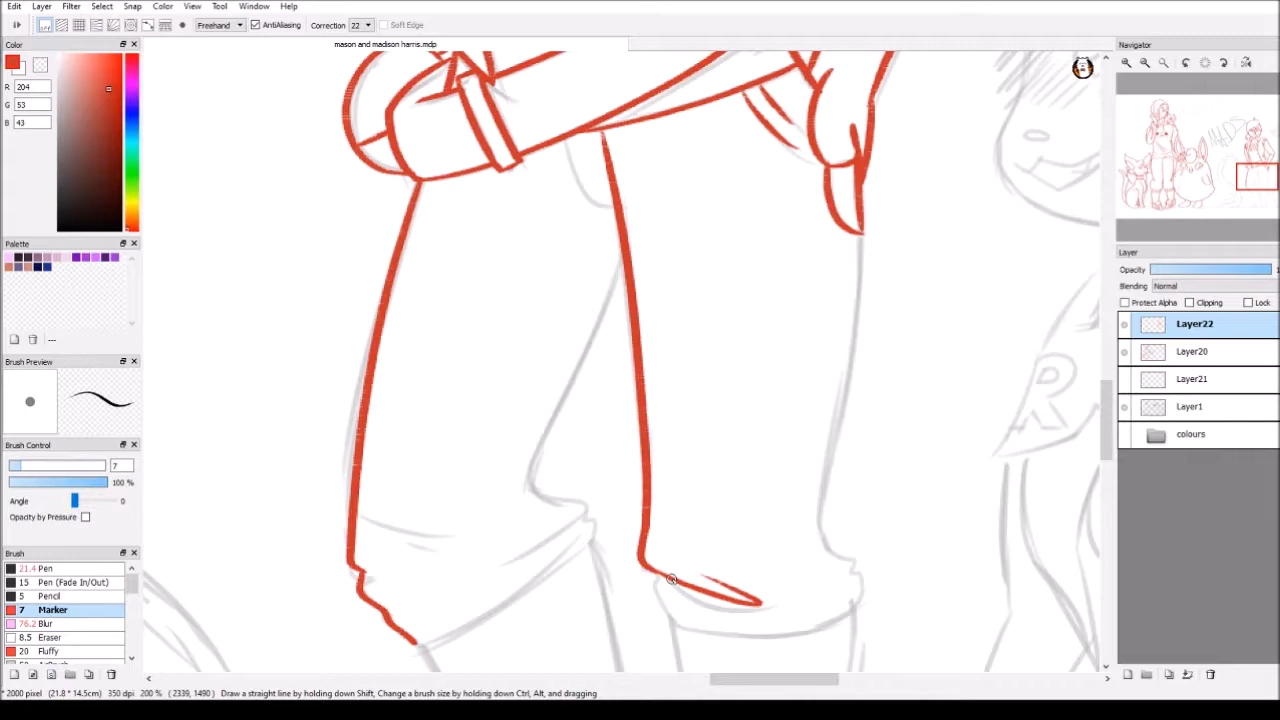 Edit Layer Filter Select Snap Color View Tool Window Help
Freehand AntiAliasing Correction 22 Soft Edge
Color
mason and madison harris.mdp
Navigator
R 204
G 53
B 43
Palette
Layer
Opacity 1
Blending Normal
Protect Alpha Clipping Lock
Layer22
Layer20
Layer21
Layer1
colours
---
Brush Preview
R
Brush Control
7
100 %
Angle 0
Opacity by Pressure
Brush
21.4 Pen
15 Pen (Fade In/Out)
5 Pencil
7 Marker
76.2 Blur
8.5 Eraser
20 Fluffy
AirBrush
* 2000 pixel (21.8 * 14.5cm) 350 dpi 200 % ( 2339, 1490 ) Draw a straight line by holding down Shift, Change a brush size by holding down Ctrl, Alt, and dragging